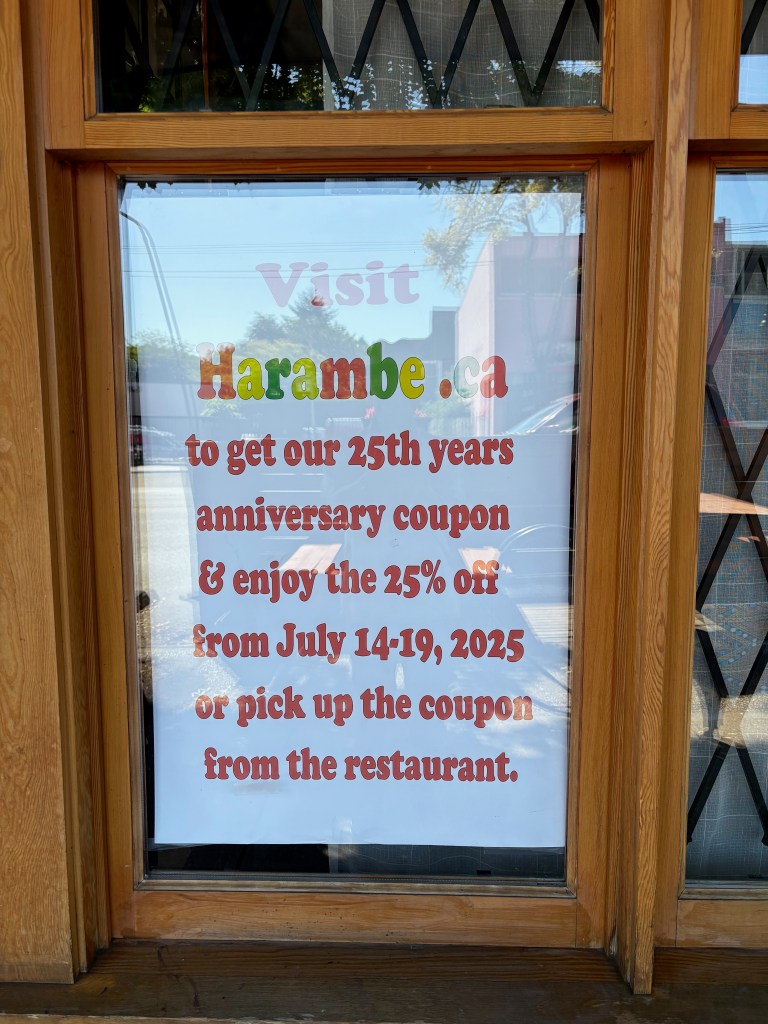 Visit
Harambe.ca
to get our 25th years
anniversary coupon
& enjoy the 25% off
from July 14-19, 2025
or pick up the coupon
from the restaurant.